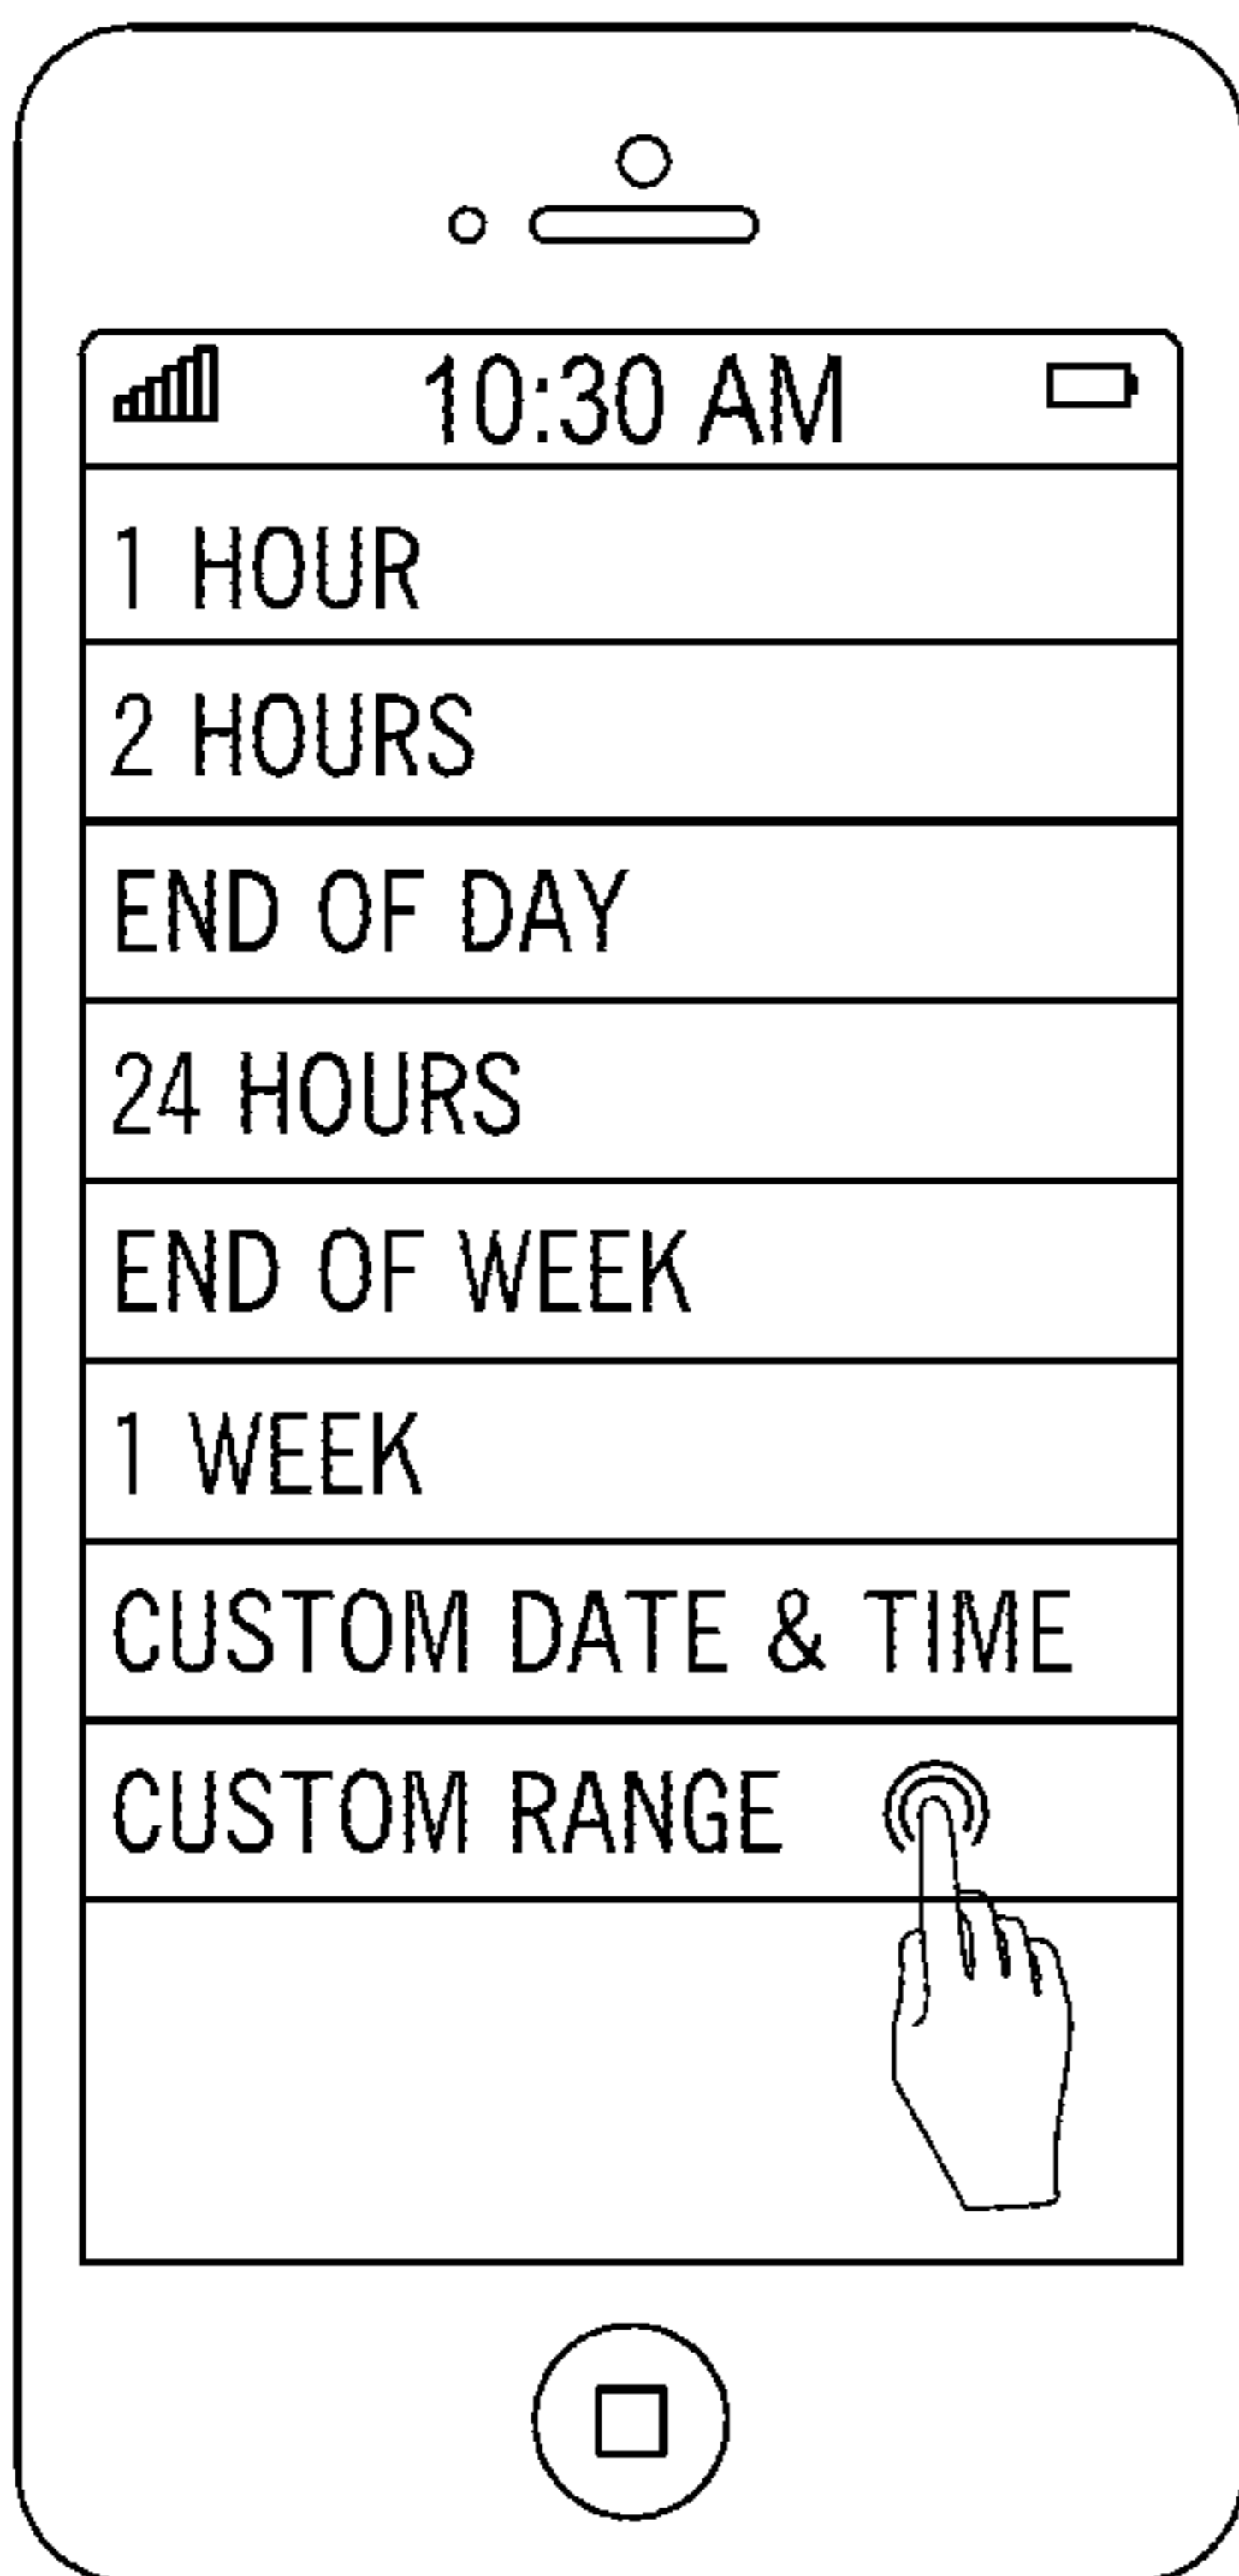 10:30 AM
1 HOUR
2 HOURS
END OF DAY
24 HOURS
END OF WEEK
1 WEEK
CUSTOM DATE & TIME
CUSTOM RANGE